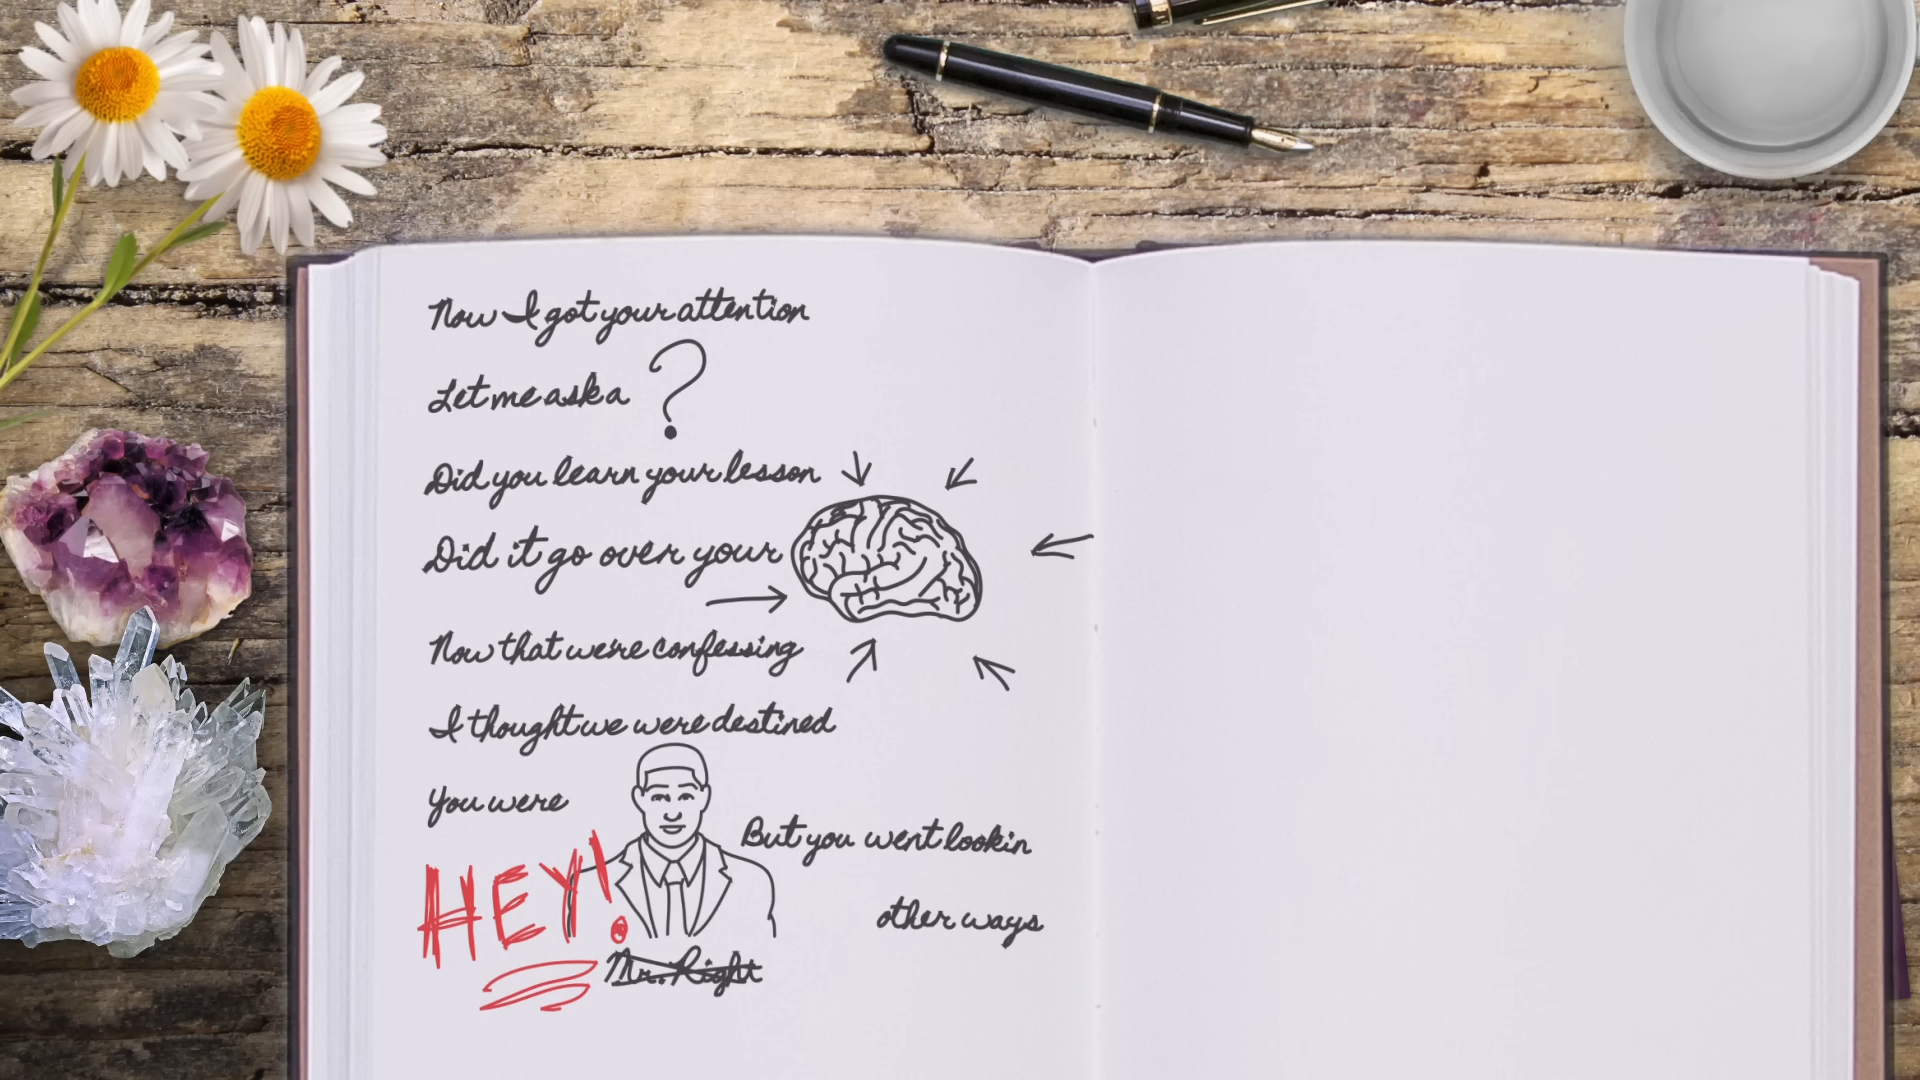 Now I got your attention
Let me ask a ?
Did you learn your lesson
Did it go over your
Now that we're confessing
I thought we were destined
You were
But you went lookin
other ways
HEY!
Mr. Right